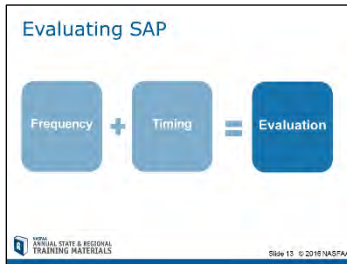 Evaluating SAP
Frequency + Timing = Evaluation
NASFAA
ANNUAL STATE & REGIONAL
TRAINING MATERIALS
Slide 13 © 2016 NASFAA